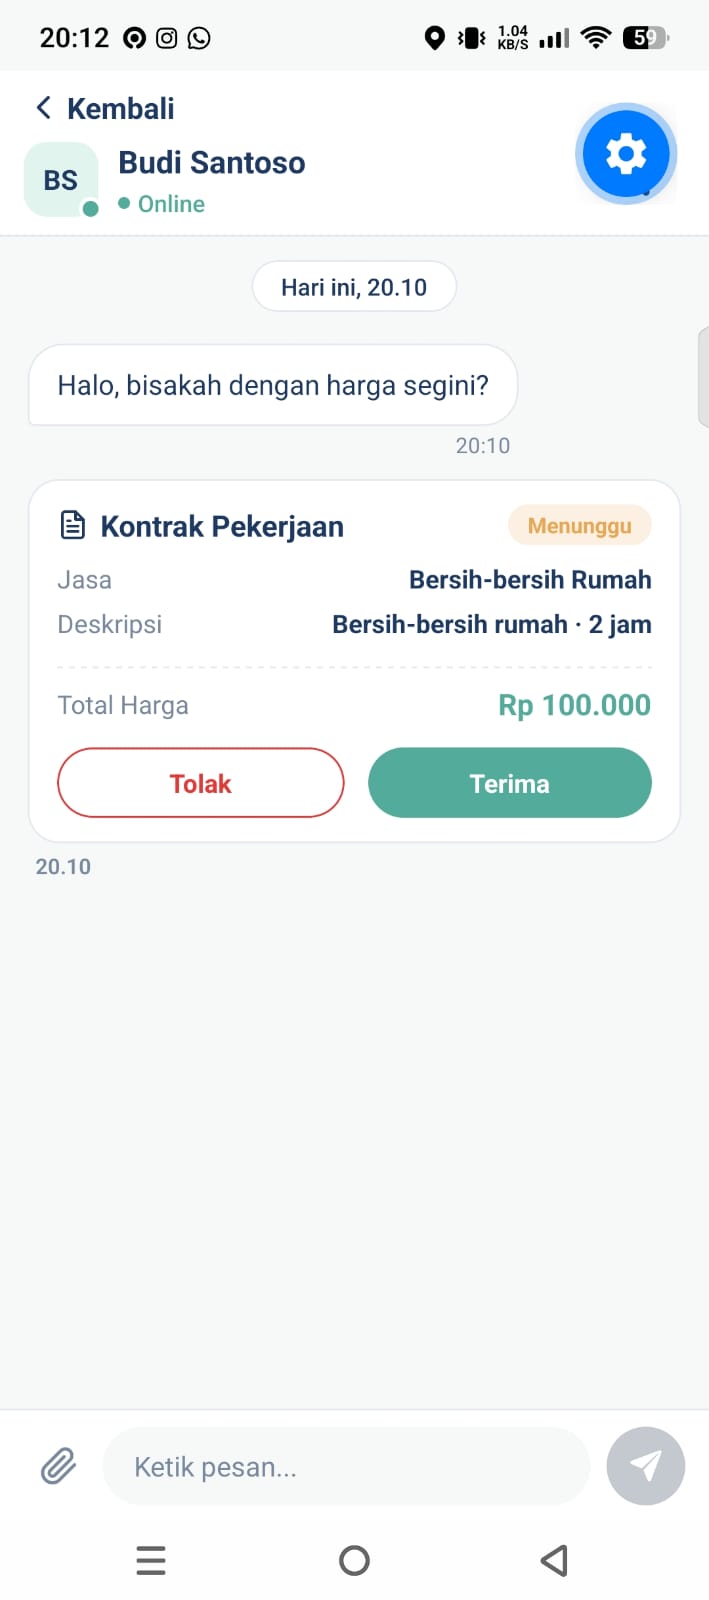 20:12
1.04
KB/S
59
Kembali
BS
Budi Santoso
Online
Hari ini, 20.10
Halo, bisakah dengan harga segini?
20:10
Kontrak Pekerjaan
Menunggu
Jasa
Bersih-bersih Rumah
Deskripsi
Bersih-bersih rumah · 2 jam
Total Harga
Rp 100.000
Tolak
Terima
20.10
Ketik pesan...